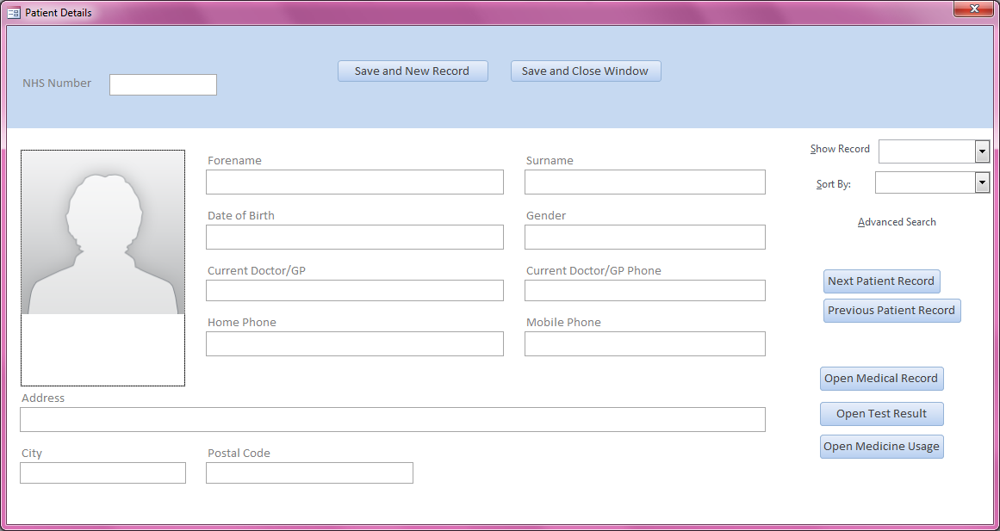 Patient Details
NHS Number
Save and New Record
Save and Close Window
Forename
Surname
Show Record
Sort By:
Date of Birth
Gender
Advanced Search
Current Doctor/GP
Current Doctor/GP Phone
Next Patient Record
Previous Patient Record
Home Phone
Mobile Phone
Open Medical Record
Address
Open Test Result
Open Medicine Usage
City
Postal Code